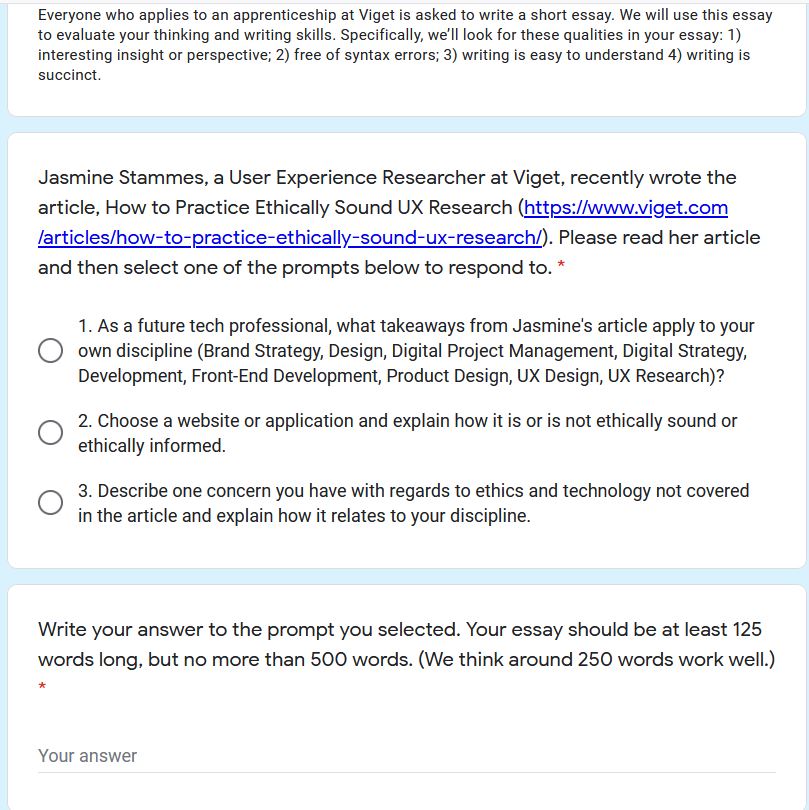 Everyone who applies to an apprenticeship at Viget is asked to write a short essay. We will use this essay
to evaluate your thinking and writing skills. Specifically, we'll look for these qualities in your essay: 1)
interesting insight or perspective; 2) free of syntax errors; 3) writing is easy to understand 4) writing is
succinct.
Jasmine Stammes, a User Experience Researcher at Viget, recently wrote the
article, How to Practice Ethically Sound UX Research (https://www.viget.com
/articles/how-to-practice-ethically-sound-ux-research/). Please read her article
and then select one of the prompts below to respond to. *
1. As a future tech professional, what takeaways from Jasmine's article apply to your
own discipline (Brand Strategy, Design, Digital Project Management, Digital Strategy,
Development, Front-End Development, Product Design, UX Design, UX Research)?
2. Choose a website or application and explain how it is or is not ethically sound or
ethically informed.
3. Describe one concern you have with regards to ethics and technology not covered
in the article and explain how it relates to your discipline.
Write your answer to the prompt you selected. Your essay should be at least 125
words long, but no more than 500 words. (We think around 250 words work well.)
*
Your answer